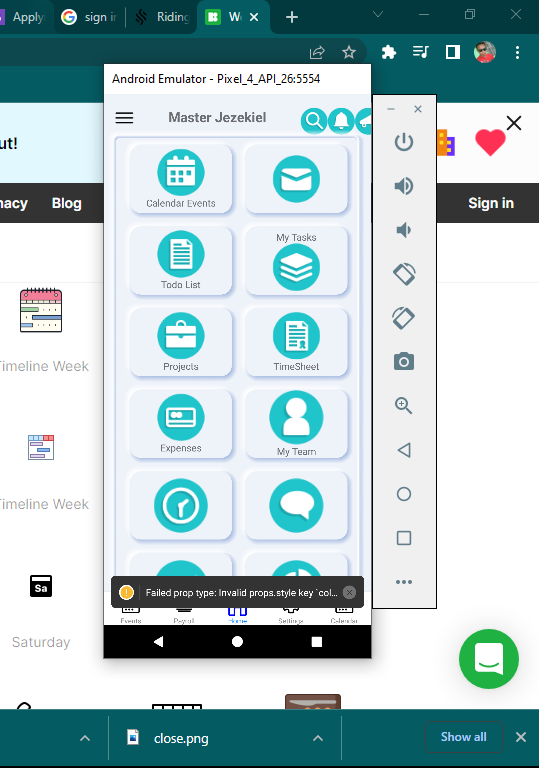 Apply
sign i
Riding
We
Android Emulator - Pixel_4_API_26:5554
Master Jezekiel
ut!
nacy
Blog
Sign in
Calendar Events
My Tasks
Todo List
Timeline Week
Projects
TimeSheet
Expenses
My Team
Timeline Week
Sa
Failed prop type: Invalid props.style key `col...
Events
Payroll
Home
Settings
Calendar
Saturday
close.png
Show all